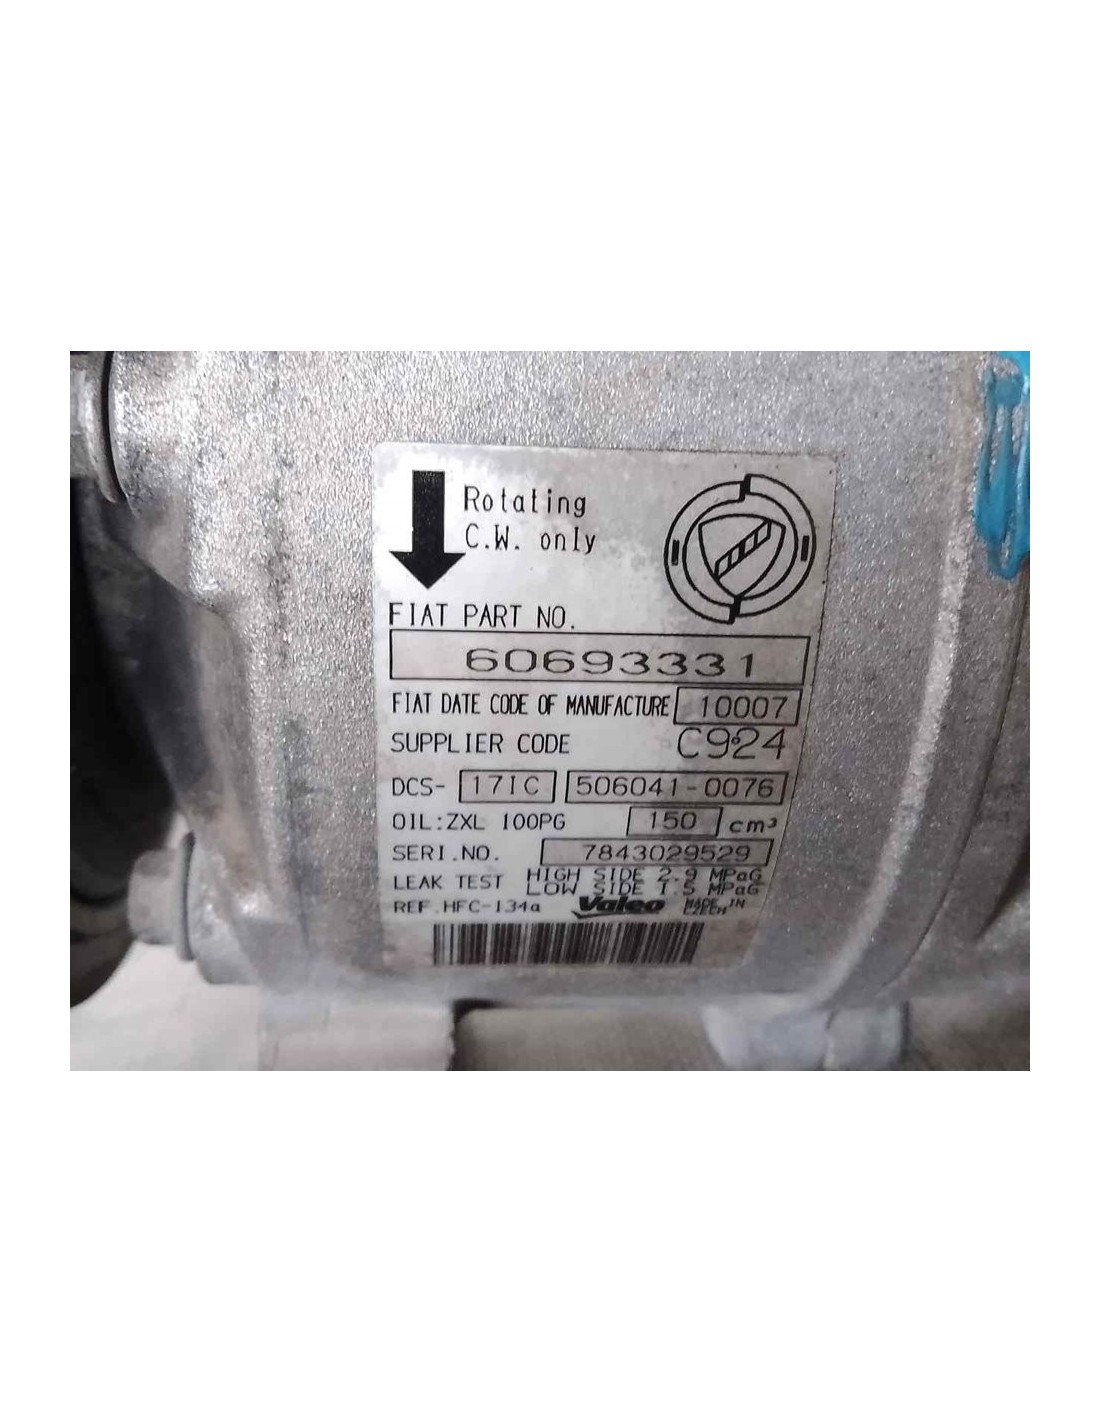 Rotating
C.W. only
FIAT PART NO.
60693331
FIAT DATE CODE OF MANUFACTURE 10007
SUPPLIER CODE C924
DCS- 17IC 506041-0076
OIL:ZXL 100PG 150 cm³
SERI.NO. 7843029529
LEAK TEST HIGH SIDE 2.9 MPaG
LOW SIDE 1.5 MPaG
REF.HFC-134a Valeo MADE IN
CZECH